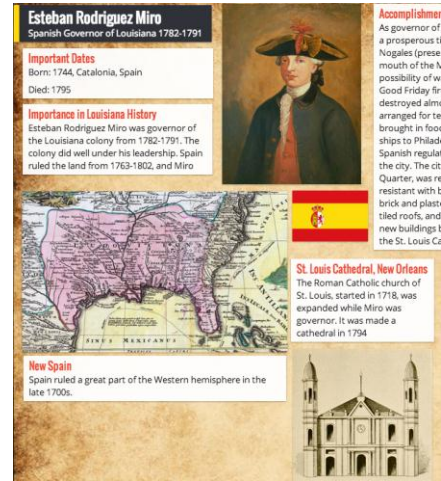 Esteban Rodriguez Miro
Spanish Governor of Louisiana 1782-1791
Important Dates
Born: 1744, Catalonia, Spain
Died: 1795
Importance in Louisiana History
Esteban Rodriguez Miro was governor of
the Louisiana colony from 1782-1791. The
colony did well under his leadership. Spain
ruled the land from 1763-1802, and Miro
SINUS MEXICANUS
New Spain
Spain ruled a great part of the Western hemisphere in the
late 1700s.
Accomplishmen
As governor of
a prosperous ti
Nogales (prese
mouth of the M
possibility of w
Good Friday fir
destroyed almo
arranged for te
brought in food
ships to Philade
Spanish regulat
the city. The cit
Quarter, was re
resistant with b
brick and plaste
tiled roofs, and
new buildings b
the St. Louis Ca
St. Louis Cathedral, New Orleans
The Roman Catholic church of
St. Louis, started in 1718, was
expanded while Miro was
governor. It was made a
cathedral in 1794